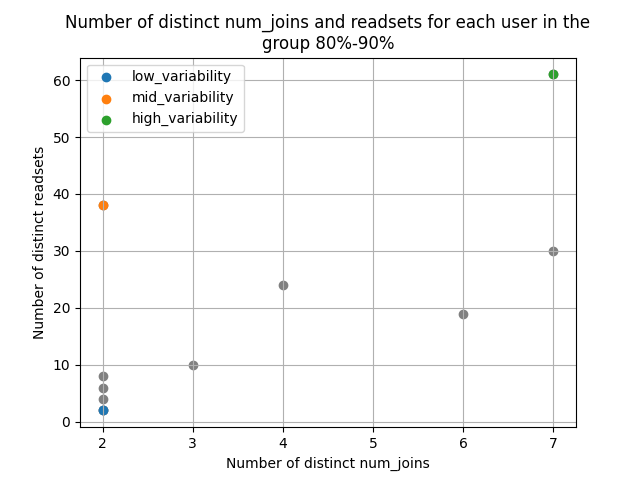 Number of distinct num_joins and readsets for each user in the
group 80%-90%
low_variability
mid_variability
high_variability
60
50
40
30
20
10
0
Number of distinct readsets
2 3 4 5 6 7
Number of distinct num_joins